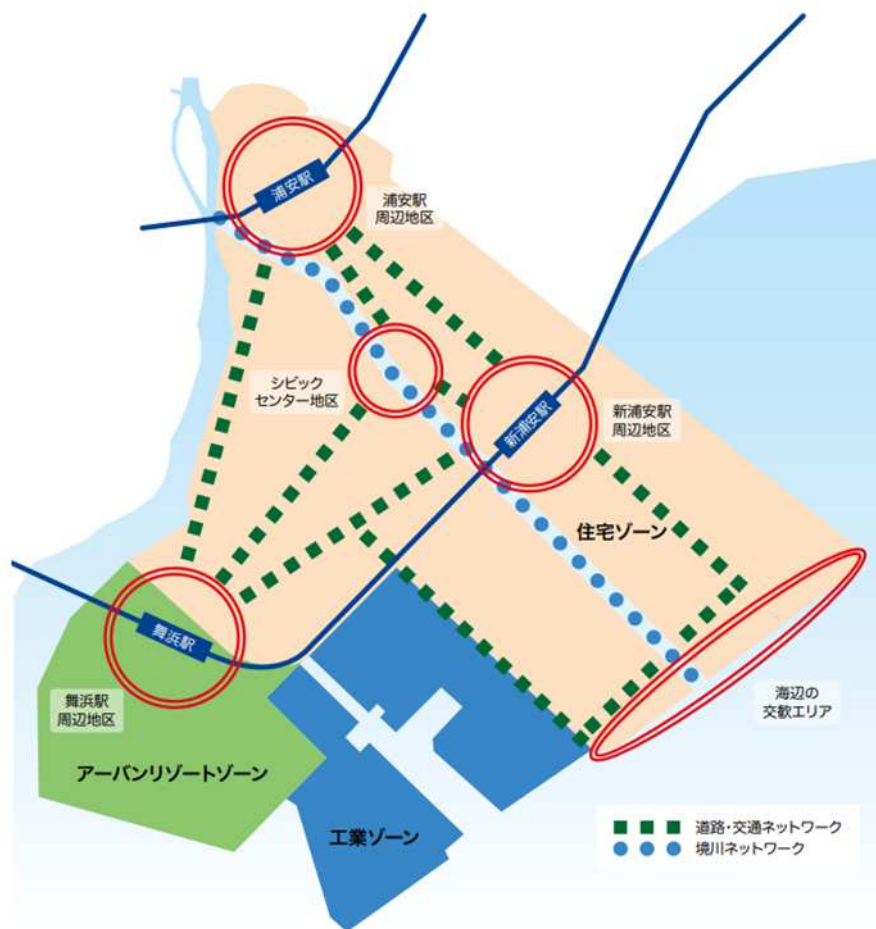 浦安駅
浦安駅
周辺地区
シビック
センター地区
新浦安駅
新浦安駅
周辺地区
住宅ゾーン
舞浜駅
舞浜駅
周辺地区
海辺の
交歓エリア
アーバンリゾートゾーン
工業ゾーン
道路・交通ネットワーク
境川ネットワーク